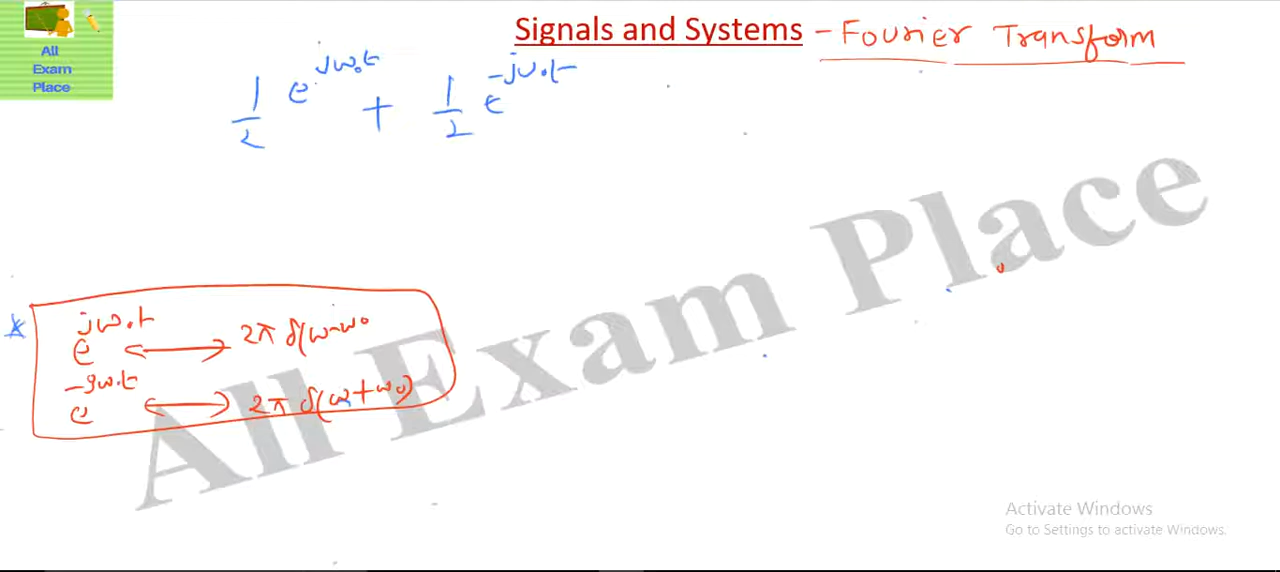 All
Exam
Place
Signals and Systems - Fourier Transform
1/2 e^{jω₀t} + 1/2 e^{-jω₀t}
* e^{jω₀t} ⟷ 2π δ(ω-ω₀
e^{-jω₀t} ⟷ 2π δ(ω+ω₀)
All Exam Place
Activate Windows
Go to Settings to activate Windows.